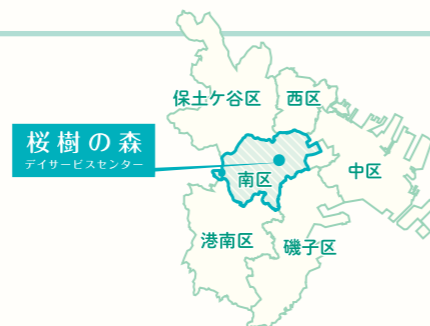 保土ケ谷区
西区
桜樹の森
デイサービスセンター
南区
中区
港南区
磯子区